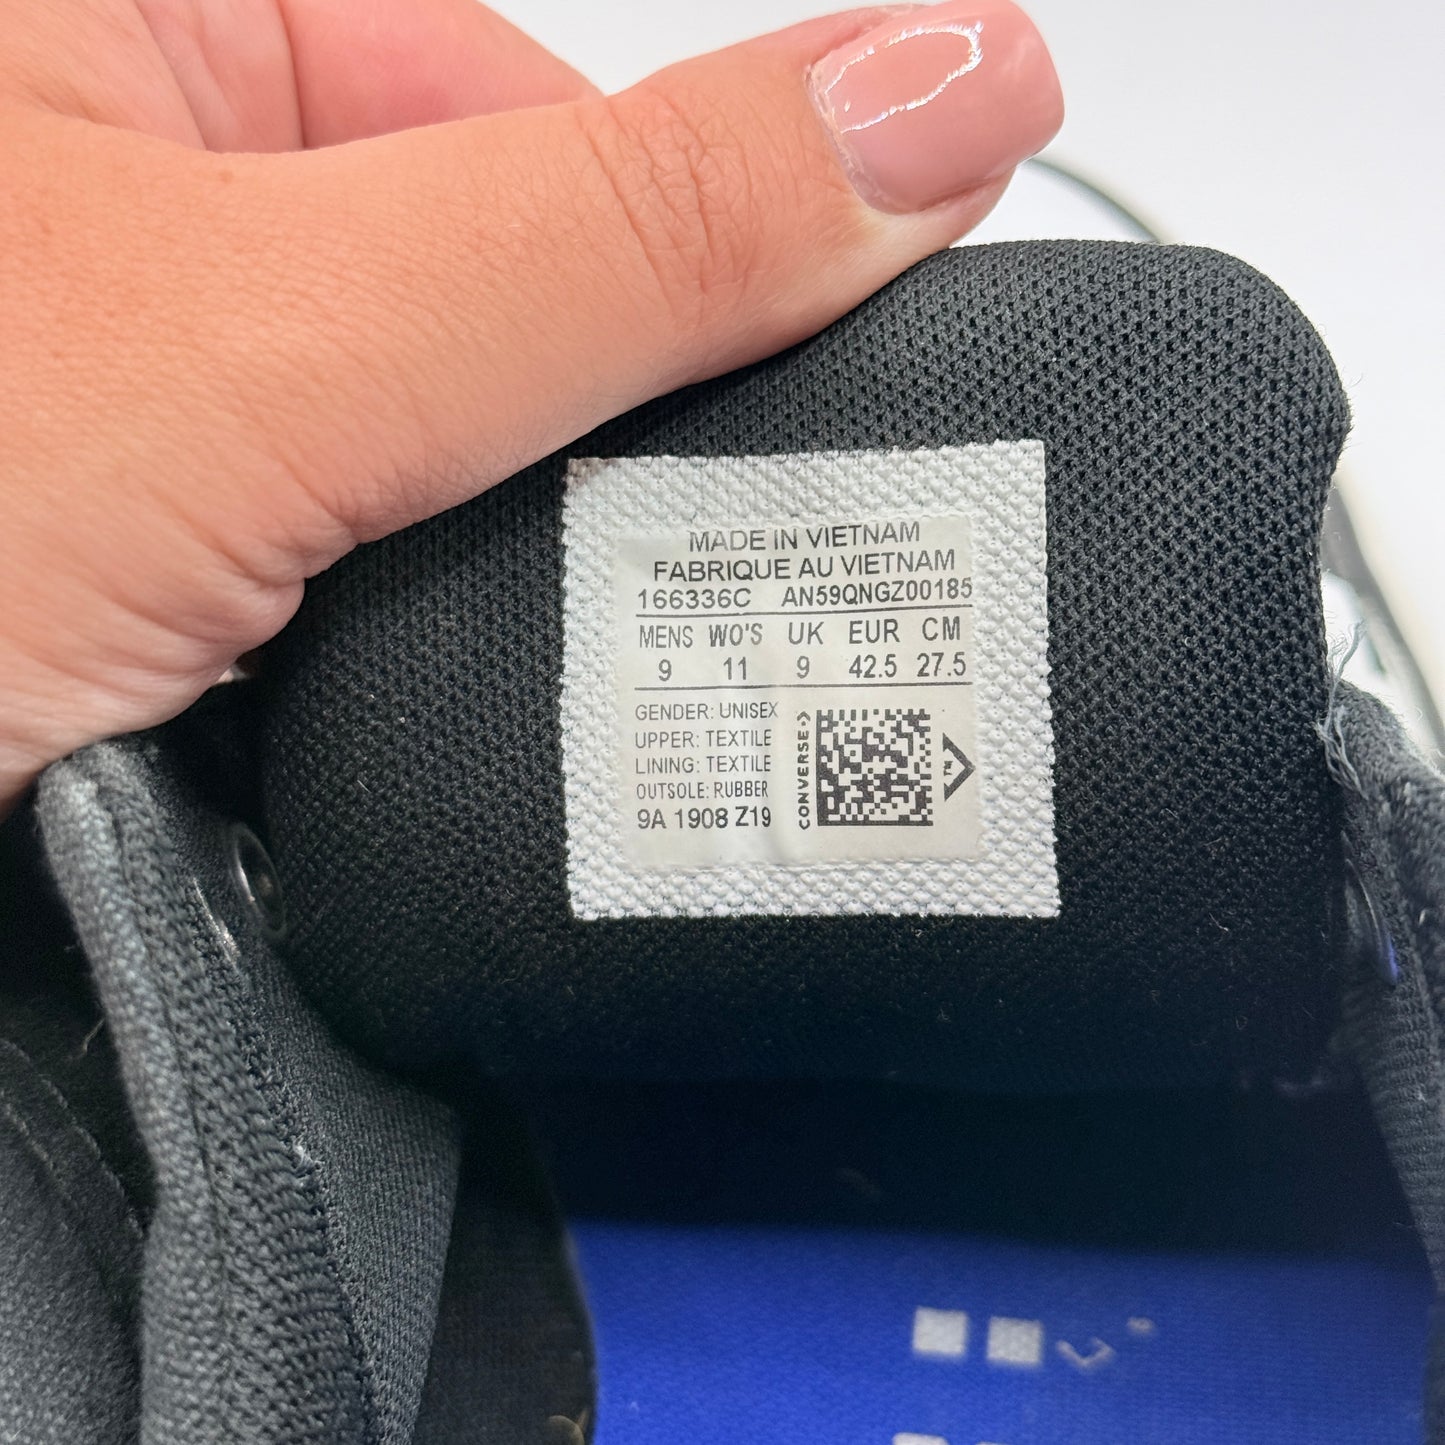 MADE IN VIETNAM
FABRIQUE AU VIETNAM
166336C AN59QNGZ00185
MENS WO'S UK EUR CM
9 11 9 42.5 27.5
GENDER: UNISEX
UPPER: TEXTILE
LINING: TEXTILE
OUTSOLE: RUBBER
9A 1908 Z19
CONVERSE
TM